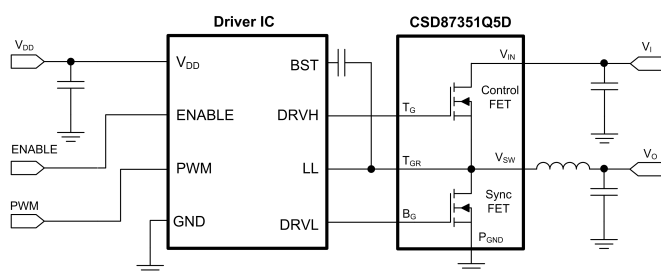 Driver IC
CSD87351Q5D
VDD
VDD
BST
VIN
VI
Control
FET
ENABLE
DRVH
TG
ENABLE
PWM
LL
TGR
VSW
VO
PWM
GND
DRVL
BG
Sync
FET
PGND